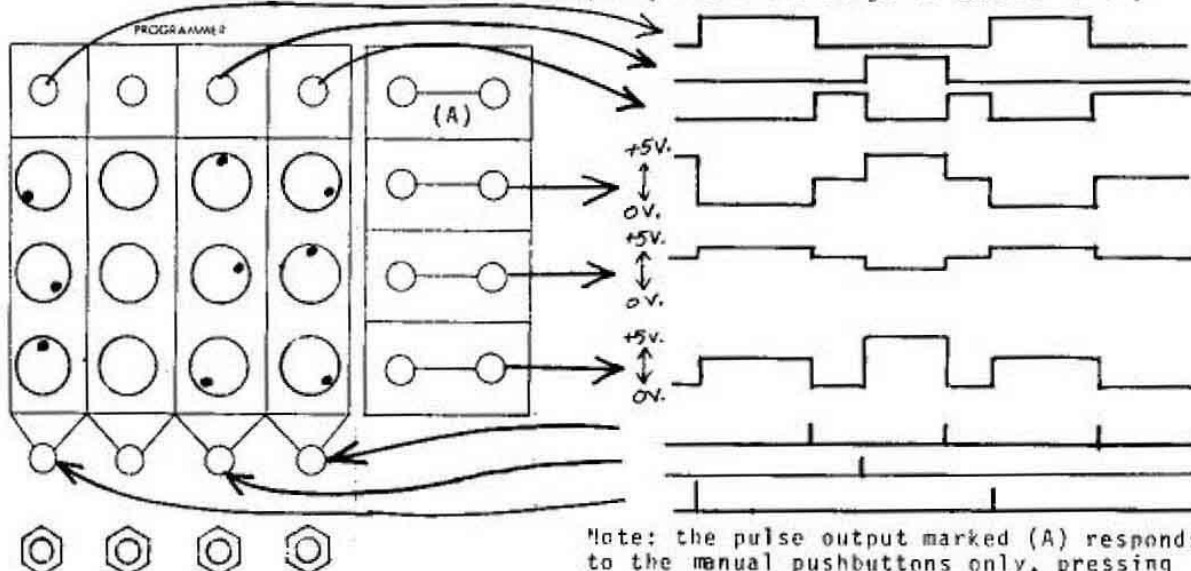 PROGRAMMER
(A)
+5V.
0V.
+5V.
0V.
+5V.
0V.
Note: the pulse output marked (A) respond
to the manual pushbuttons only, pressing